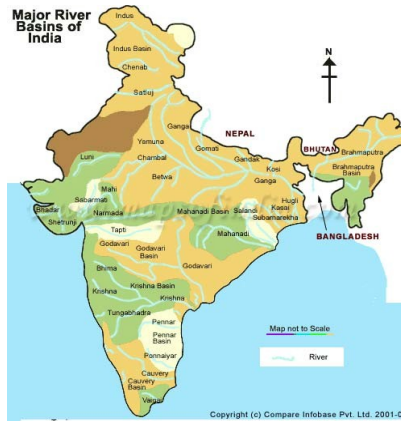 Major River
Basins of
India
Indus
Indus Basin
Chenab
Satluj
N
Ganga
NEPAL
Yamuna
Gomati
BHUTAN
Brahmaputra
Luni
Chambal
Gandak
Kosi
Brahmaputra
Basin
Betwa
Ganga
Mahi
Sabarmati
Hugli
Bhadar
Narmada
Mahanadi Basin
Salandi
Kasai
Shetrunji
Subarnarekha
Tapti
Mahanadi
BANGLADESH
Godavari
Godavari
Basin
Bhima
Godavari
Krishna Basin
Krishna
Krishna
Tungabhadra
Pennar
Map not to Scale
Pennar
Basin
Ponnaiyar
River
Cauvery
Cauvery
Basin
Vaigai
Copyright (c) Compare Infobase Pvt. Ltd. 2001-0